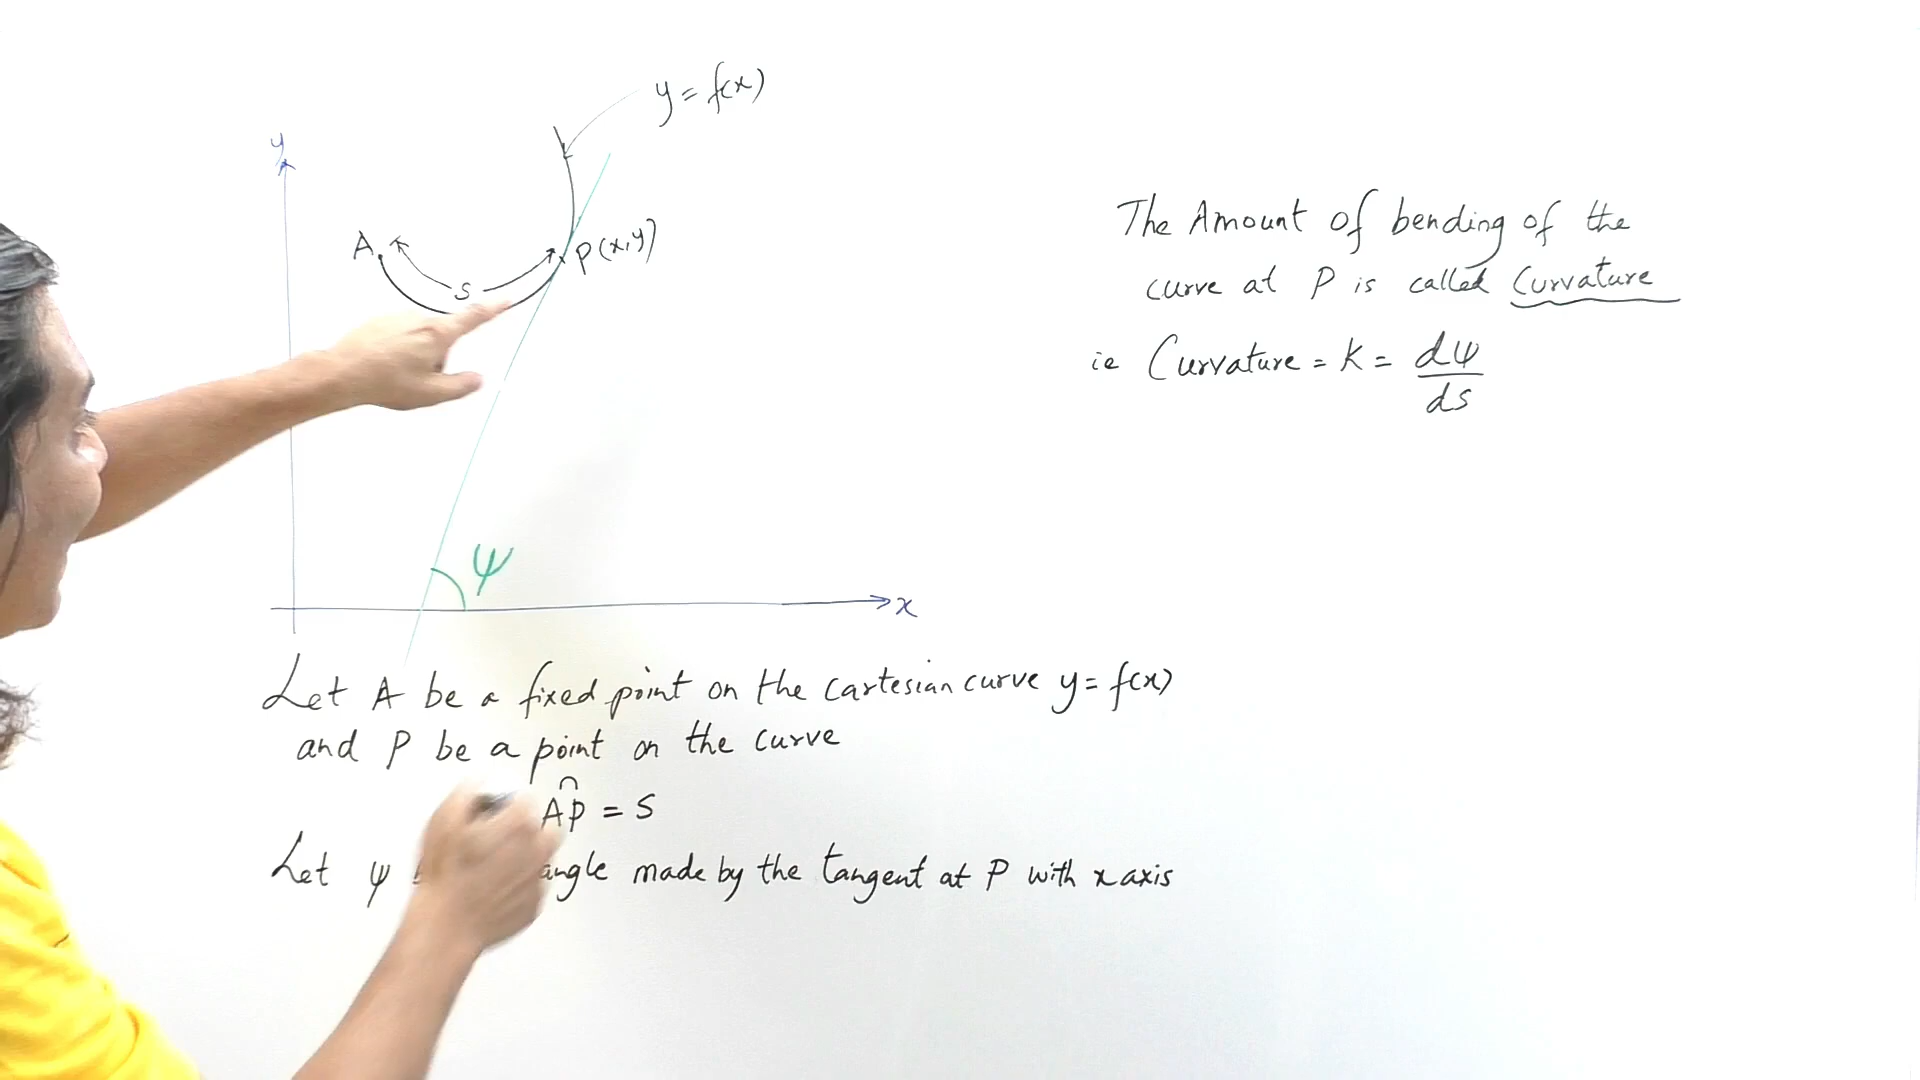 y = f(x)
y
A
S
P(x,y)
ψ
x
The Amount of bending of the
curve at P is called Curvature
ie Curvature = K = dψ/ds
Let A be a fixed point on the cartesian curve y = f(x)
and P be a point on the curve
AP = S
Let ψ angle made by the tangent at P with x axis